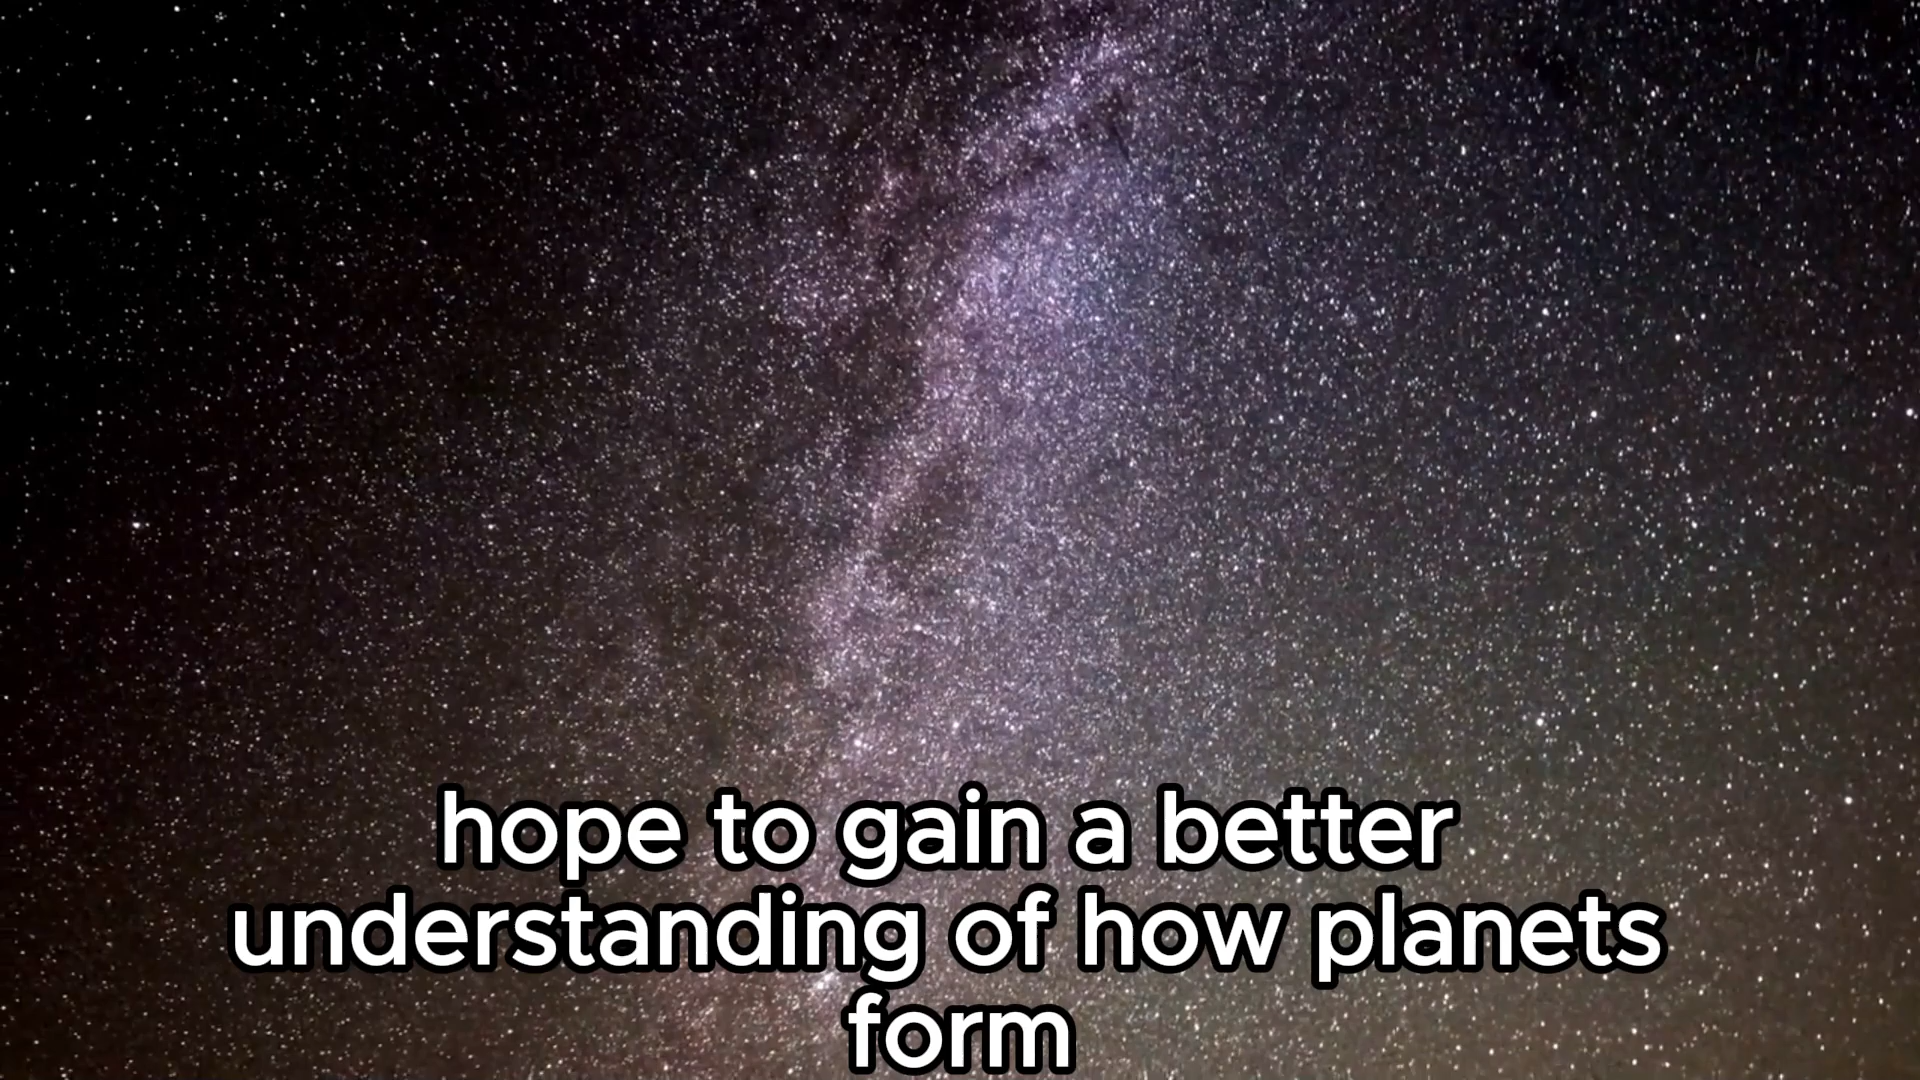 hope to gain a better
understanding of how planets
form